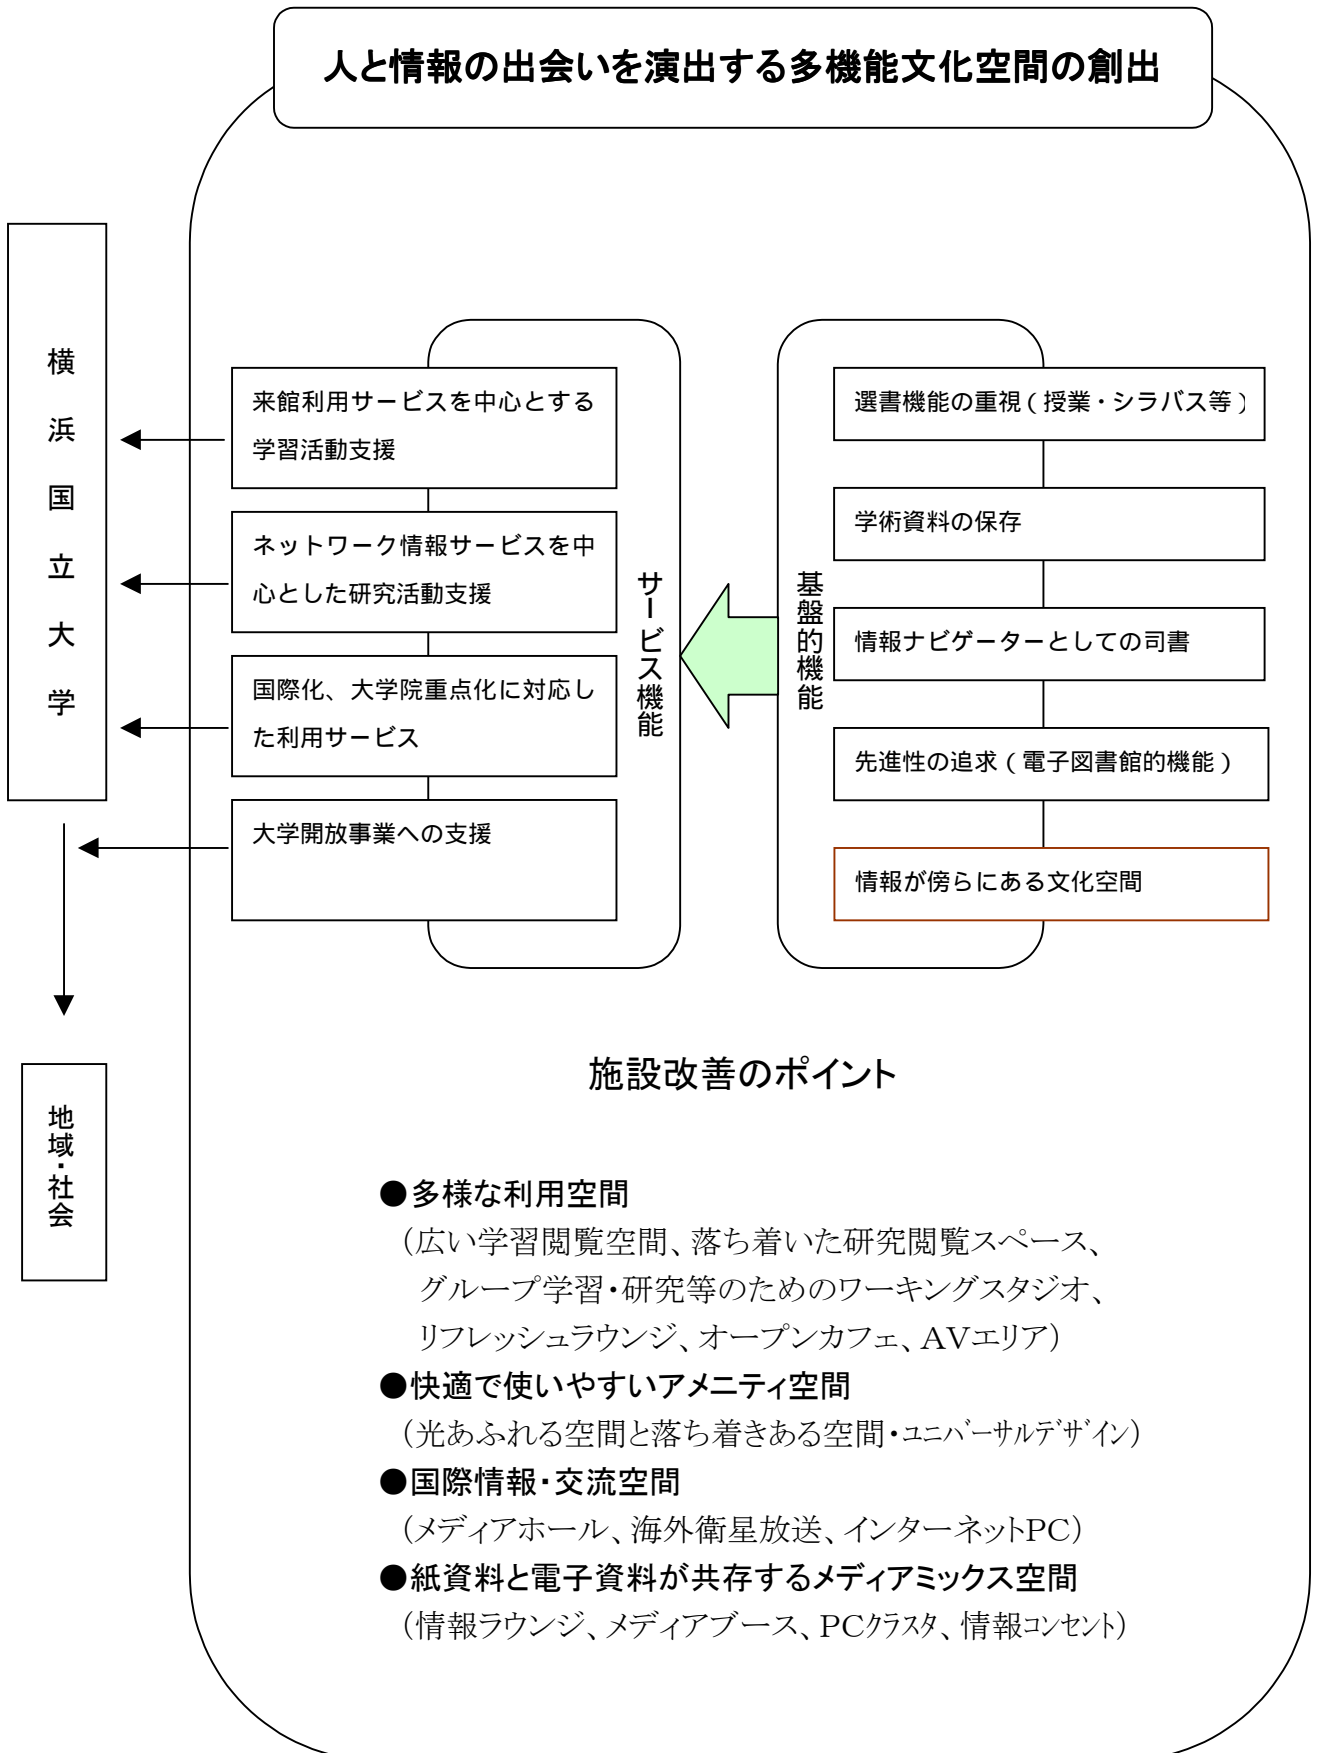 人と情報の出会いを演出する多機能文化空間の創出
横浜国立大学
地域・社会
来館利用サービスを中心とする
学習活動支援
ネットワーク情報サービスを中
心とした研究活動支援
国際化、大学院重点化に対応し
た利用サービス
大学開放事業への支援
サービス機能
基盤的機能
選書機能の重視(授業・シラバス等)
学術資料の保存
情報ナビゲーターとしての司書
先進性の追求(電子図書館的機能)
情報が傍らにある文化空間
施設改善のポイント
●多様な利用空間
(広い学習閲覧空間、落ち着いた研究閲覧スペース、
グループ学習・研究等のためのワーキングスタジオ、
リフレッシュラウンジ、オープンカフェ、AVエリア)
●快適で使いやすいアメニティ空間
(光あふれる空間と落ち着きある空間・ユニバーサルデザイン)
●国際情報・交流空間
(メディアホール、海外衛星放送、インターネットPC)
●紙資料と電子資料が共存するメディアミックス空間
(情報ラウンジ、メディアブース、PCクラスタ、情報コンセント)